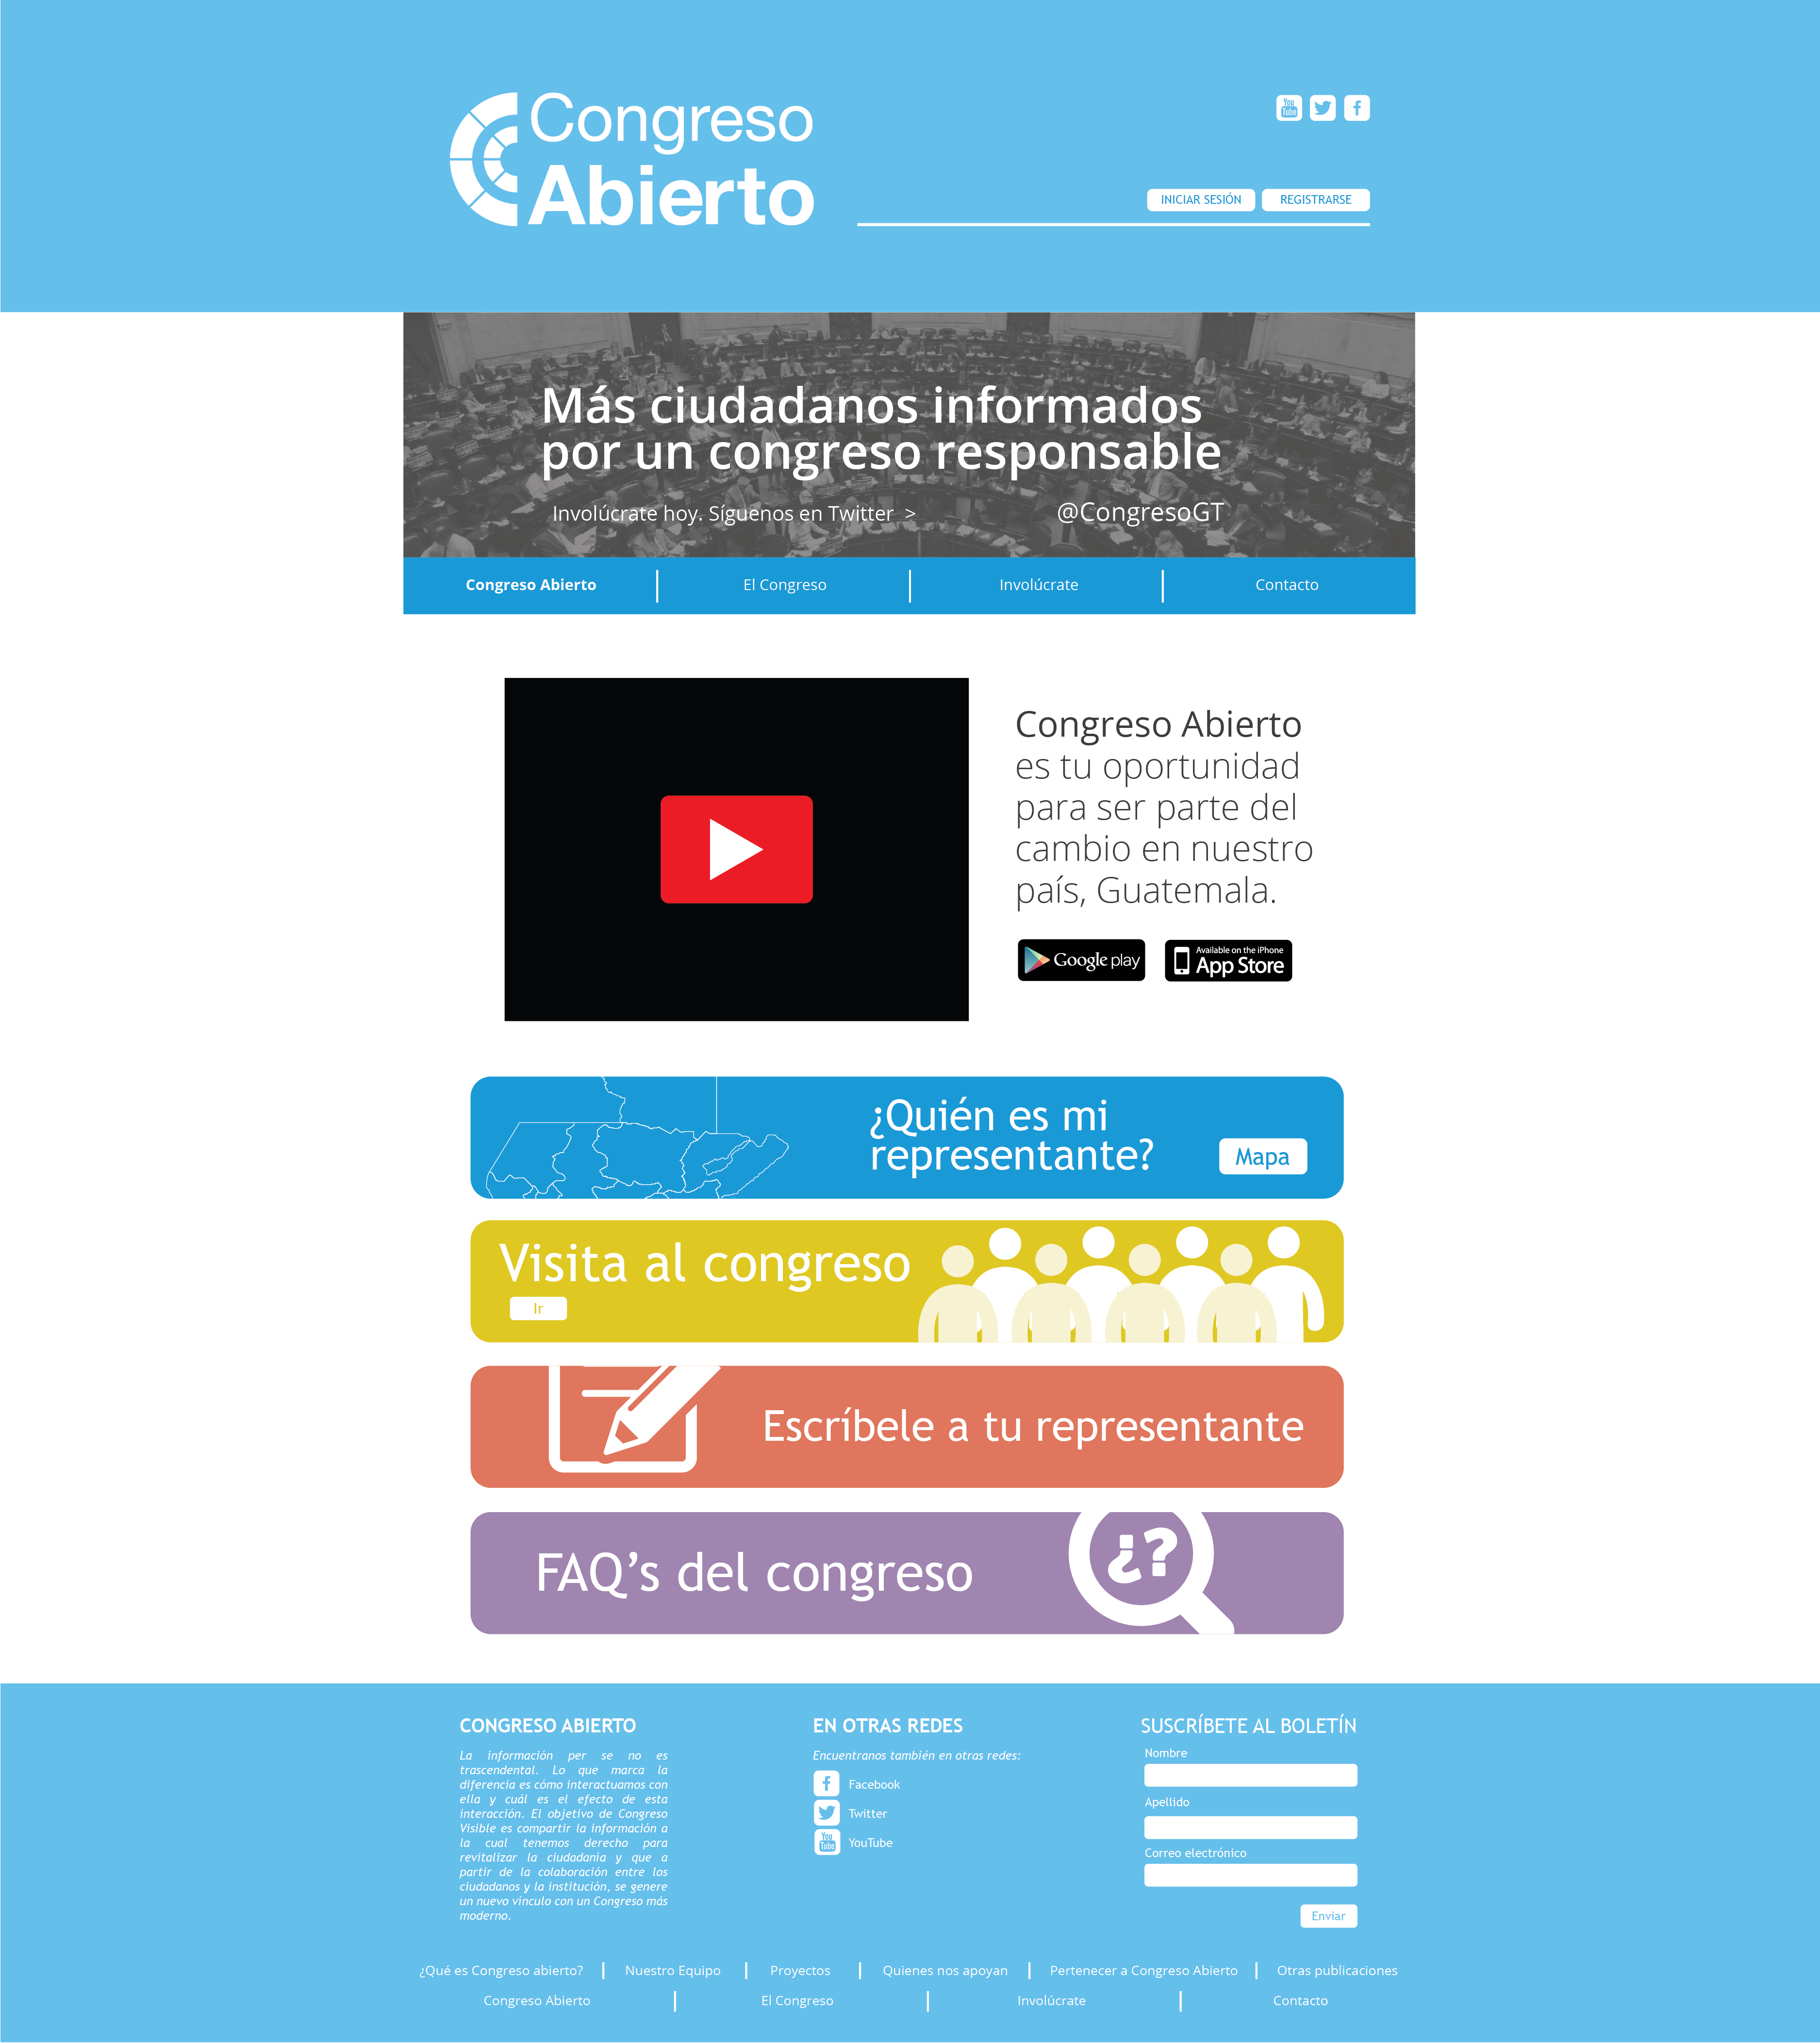 Congreso
Abierto
You
Tube
INICIAR SESIÓN
REGISTRARSE
Más ciudadanos informados
por un congreso responsable
Involúcrate hoy. Síguenos en Twitter >
@CongresoGT
Congreso Abierto
El Congreso
Involúcrate
Contacto
Congreso Abierto
es tu oportunidad
para ser parte del
cambio en nuestro
país, Guatemala.
Google play
Available on the iPhone
App Store
¿Quién es mi
representante?
Mapa
Visita al congreso
Ir
Escríbele a tu representante
FAQ’s del congreso
¿?
CONGRESO ABIERTO
La información per se no es
trascendental. Lo que marca la
diferencia es cómo interactuamos con
ella y cuál es el efecto de esta
interacción. El objetivo de Congreso
Visible es compartir la información a
la cual tenemos derecho para
revitalizar la ciudadanía y que a
partir de la colaboración entre los
ciudadanos y la institución, se genere
un nuevo vínculo con un Congreso más
moderno.
EN OTRAS REDES
Encuentranos también en otras redes:
Facebook
Twitter
You
Tube
YouTube
SUSCRÍBETE AL BOLETÍN
Nombre
Apellido
Correo electrónico
Enviar
¿Qué es Congreso abierto?
Nuestro Equipo
Proyectos
Quienes nos apoyan
Pertenecer a Congreso Abierto
Otras publicaciones
Congreso Abierto
El Congreso
Involúcrate
Contacto